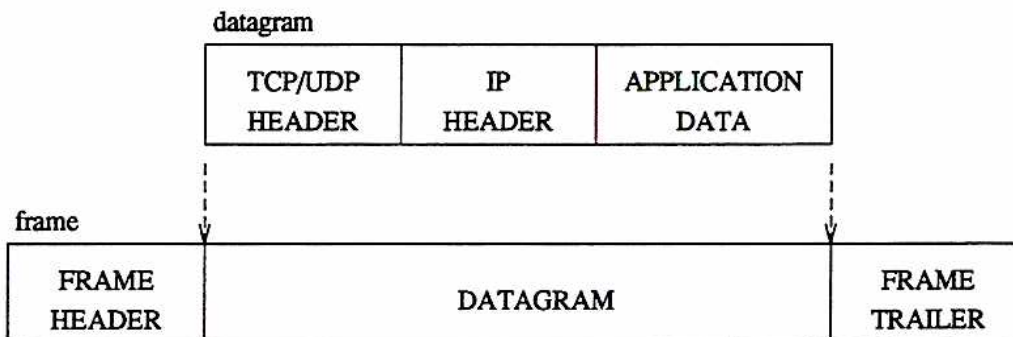 datagram
TCP/UDP HEADER
IP HEADER
APPLICATION DATA
frame
FRAME HEADER
DATAGRAM
FRAME TRAILER